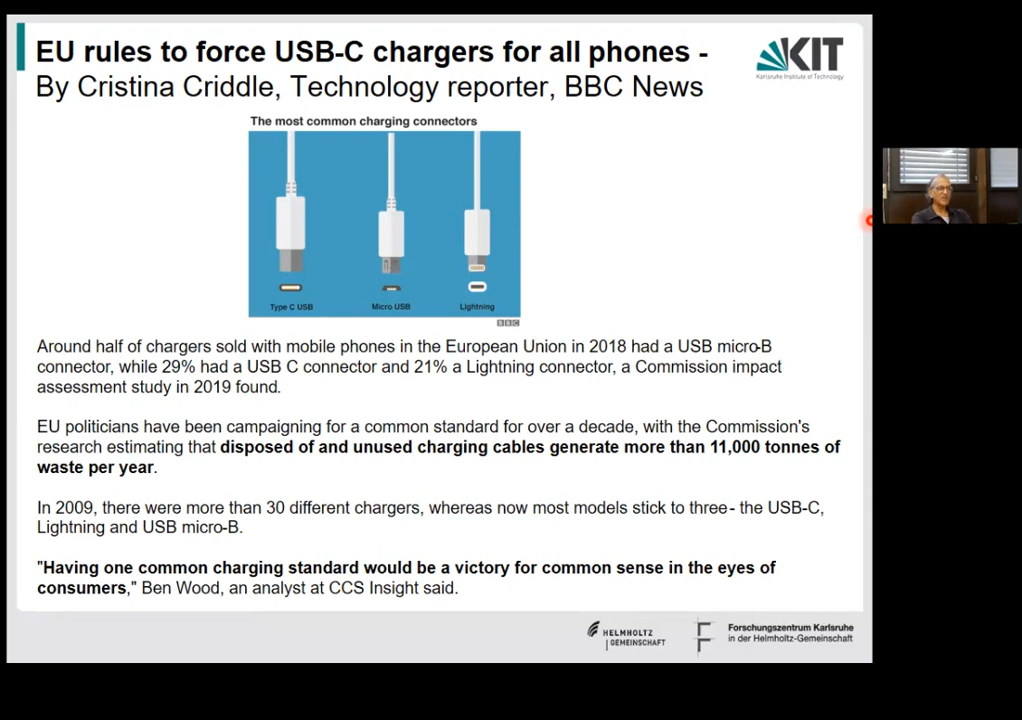 EU rules to force USB-C chargers for all phones -
By Cristina Criddle, Technology reporter, BBC News
KIT
Karlsruhe Institute of Technology
The most common charging connectors
Type C USB
Micro USB
Lightning
BBC
Around half of chargers sold with mobile phones in the European Union in 2018 had a USB micro-B
connector, while 29% had a USB C connector and 21% a Lightning connector, a Commission impact
assessment study in 2019 found.
EU politicians have been campaigning for a common standard for over a decade, with the Commission's
research estimating that disposed of and unused charging cables generate more than 11,000 tonnes of
waste per year.
In 2009, there were more than 30 different chargers, whereas now most models stick to three - the USB-C,
Lightning and USB micro-B.
"Having one common charging standard would be a victory for common sense in the eyes of
consumers," Ben Wood, an analyst at CCS Insight said.
HELMHOLTZ
GEMEINSCHAFT
Forschungszentrum Karlsruhe
in der Helmholtz-Gemeinschaft